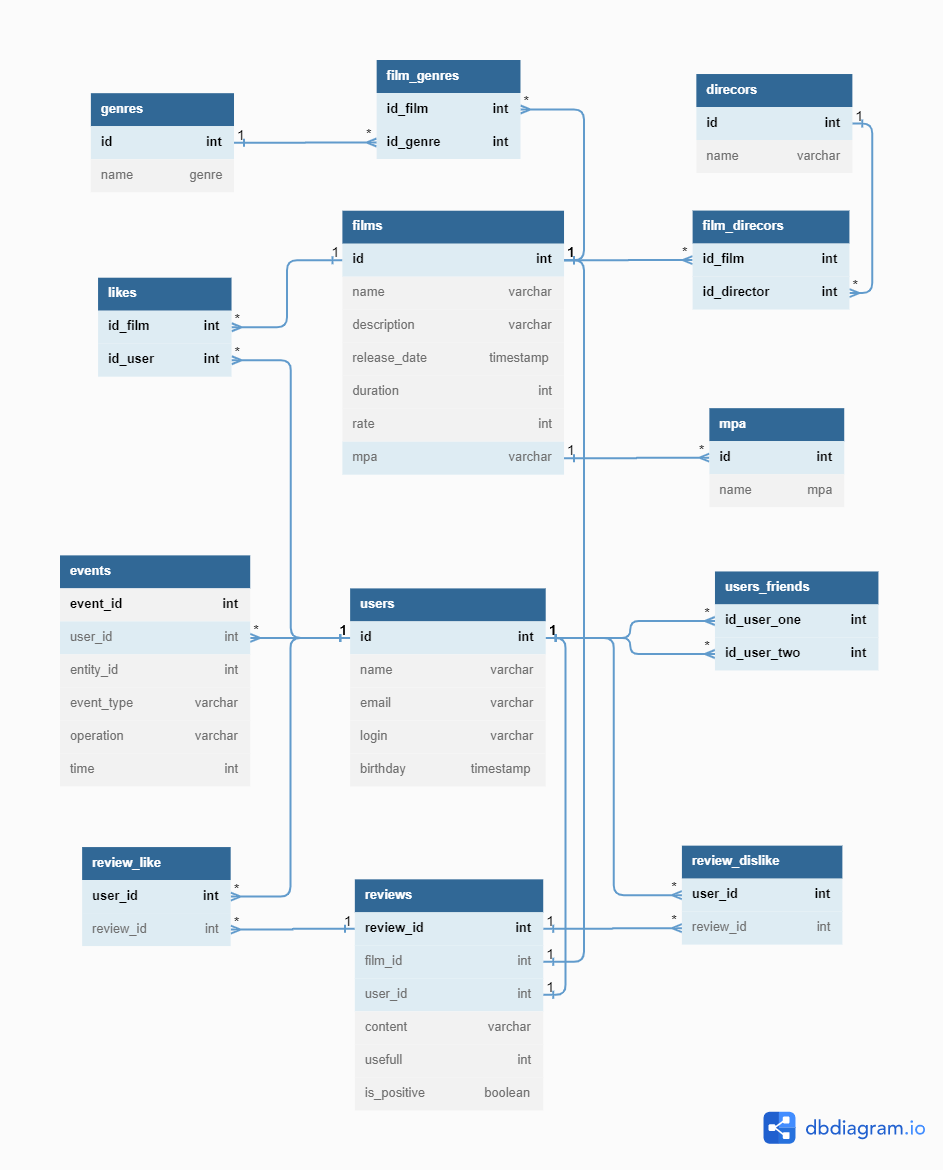 film_genres
id_film int
id_genre int
genres
id int
name genre
direcors
id int
name varchar
films
id int
name varchar
description varchar
release_date timestamp
duration int
rate int
mpa varchar
film_direcors
id_film int
id_director int
likes
id_film int
id_user int
mpa
id int
name mpa
events
event_id int
user_id int
entity_id int
event_type varchar
operation varchar
time int
users
id int
name varchar
email varchar
login varchar
birthday timestamp
users_friends
id_user_one int
id_user_two int
review_like
user_id int
review_id int
reviews
review_id int
film_id int
user_id int
content varchar
usefull int
is_positive boolean
review_dislike
user_id int
review_id int
1 *
*
1 1 *
1
*
*
*
1 *
* 1 1 *
*
*
* 1 1 *
*
1
1
dbdiagram.io